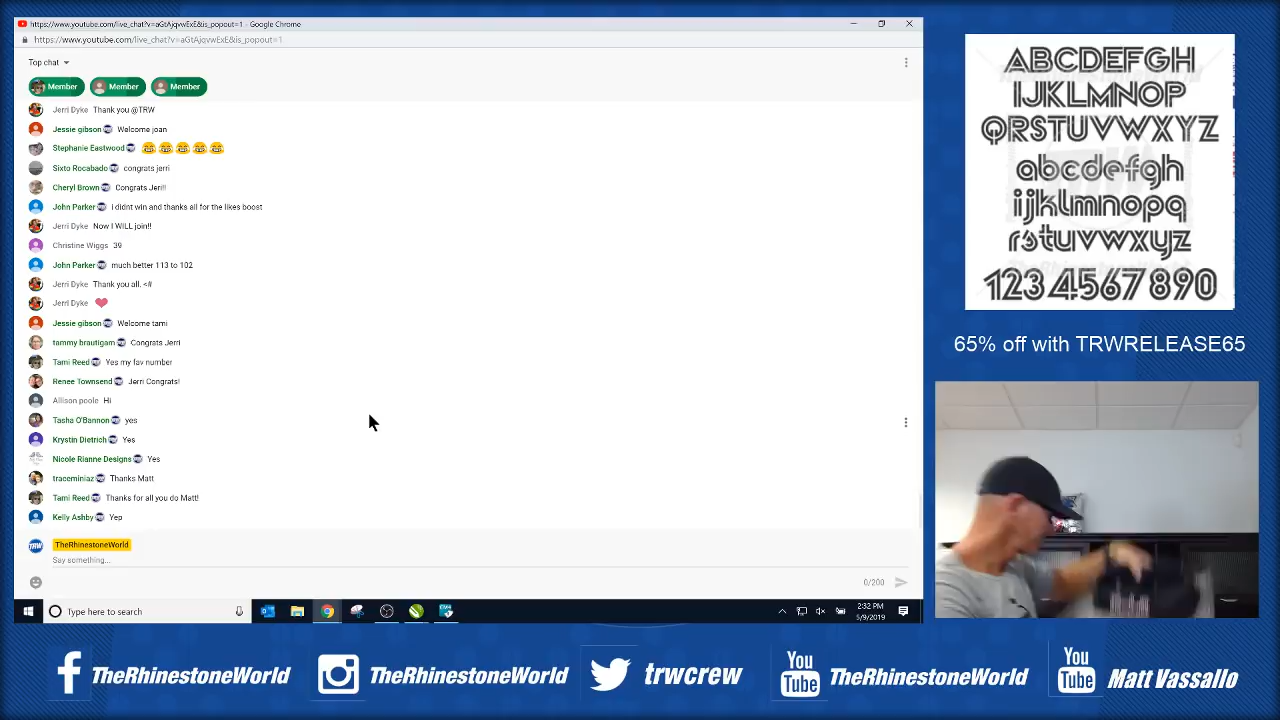 https://www.youtube.com/live_chat?v=aGtAjqvwExE&is_popout=1 - Google Chrome
https://www.youtube.com/live_chat?v=aGtAjqvwExE&is_popout=1
Top chat
Member Member Member
Jerri Dyke Thank you @TRW
Jessie gibson Welcome joan
Stephanie Eastwood 😂😂😂😂😂
Sixto Rocabado congrats jerri
Cheryl Brown Congrats Jeri!!
John Parker i didnt win and thanks all for the likes boost
Jerri Dyke Now I WILL join!!
Christine Wiggs 39
John Parker much better 113 to 102
Jerri Dyke Thank you all. <#
Jerri Dyke ❤
Jessie gibson Welcome tami
tammy brautigam Congrats Jerri
Tami Reed Yes my fav number
Renee Townsend Jerri Congrats!
Allison poole Hi
Tasha O'Bannon yes
Krystin Dietrich Yes
Nicole Rianne Designs Yes
traceminiaz Thanks Matt
Tami Reed Thanks for all you do Matt!
Kelly Ashby Yep
TRW TheRhinestoneWorld
Say something...
0/200
Type here to search
2:32 PM
5/9/2019
ABCDEFGH
IJKLMNOP
QRSTUVWXYZ
abcdefgh
ijklmnopq
rstuvwxyz
1234567890
65% off with TRWRELEASE65
TheRhinestoneWorld
TheRhinestoneWorld
trwcrew
You Tube TheRhinestoneWorld
You Tube Matt Vassallo